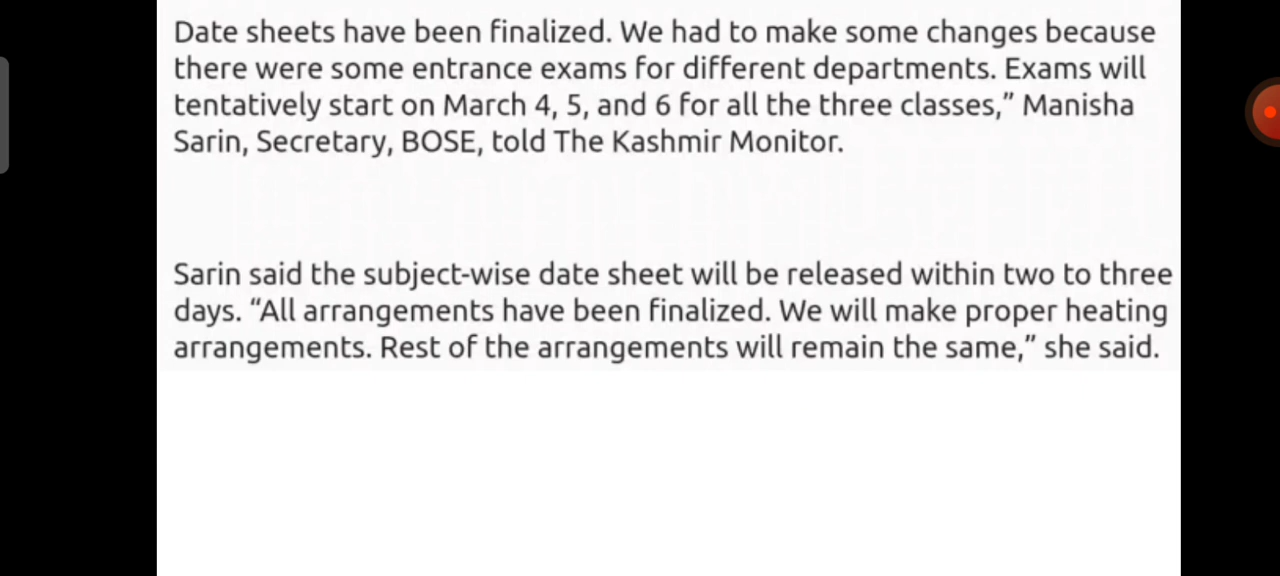 Date sheets have been finalized. We had to make some changes because
there were some entrance exams for different departments. Exams will
tentatively start on March 4, 5, and 6 for all the three classes,” Manisha
Sarin, Secretary, BOSE, told The Kashmir Monitor.
Sarin said the subject-wise date sheet will be released within two to three
days. “All arrangements have been finalized. We will make proper heating
arrangements. Rest of the arrangements will remain the same,” she said.